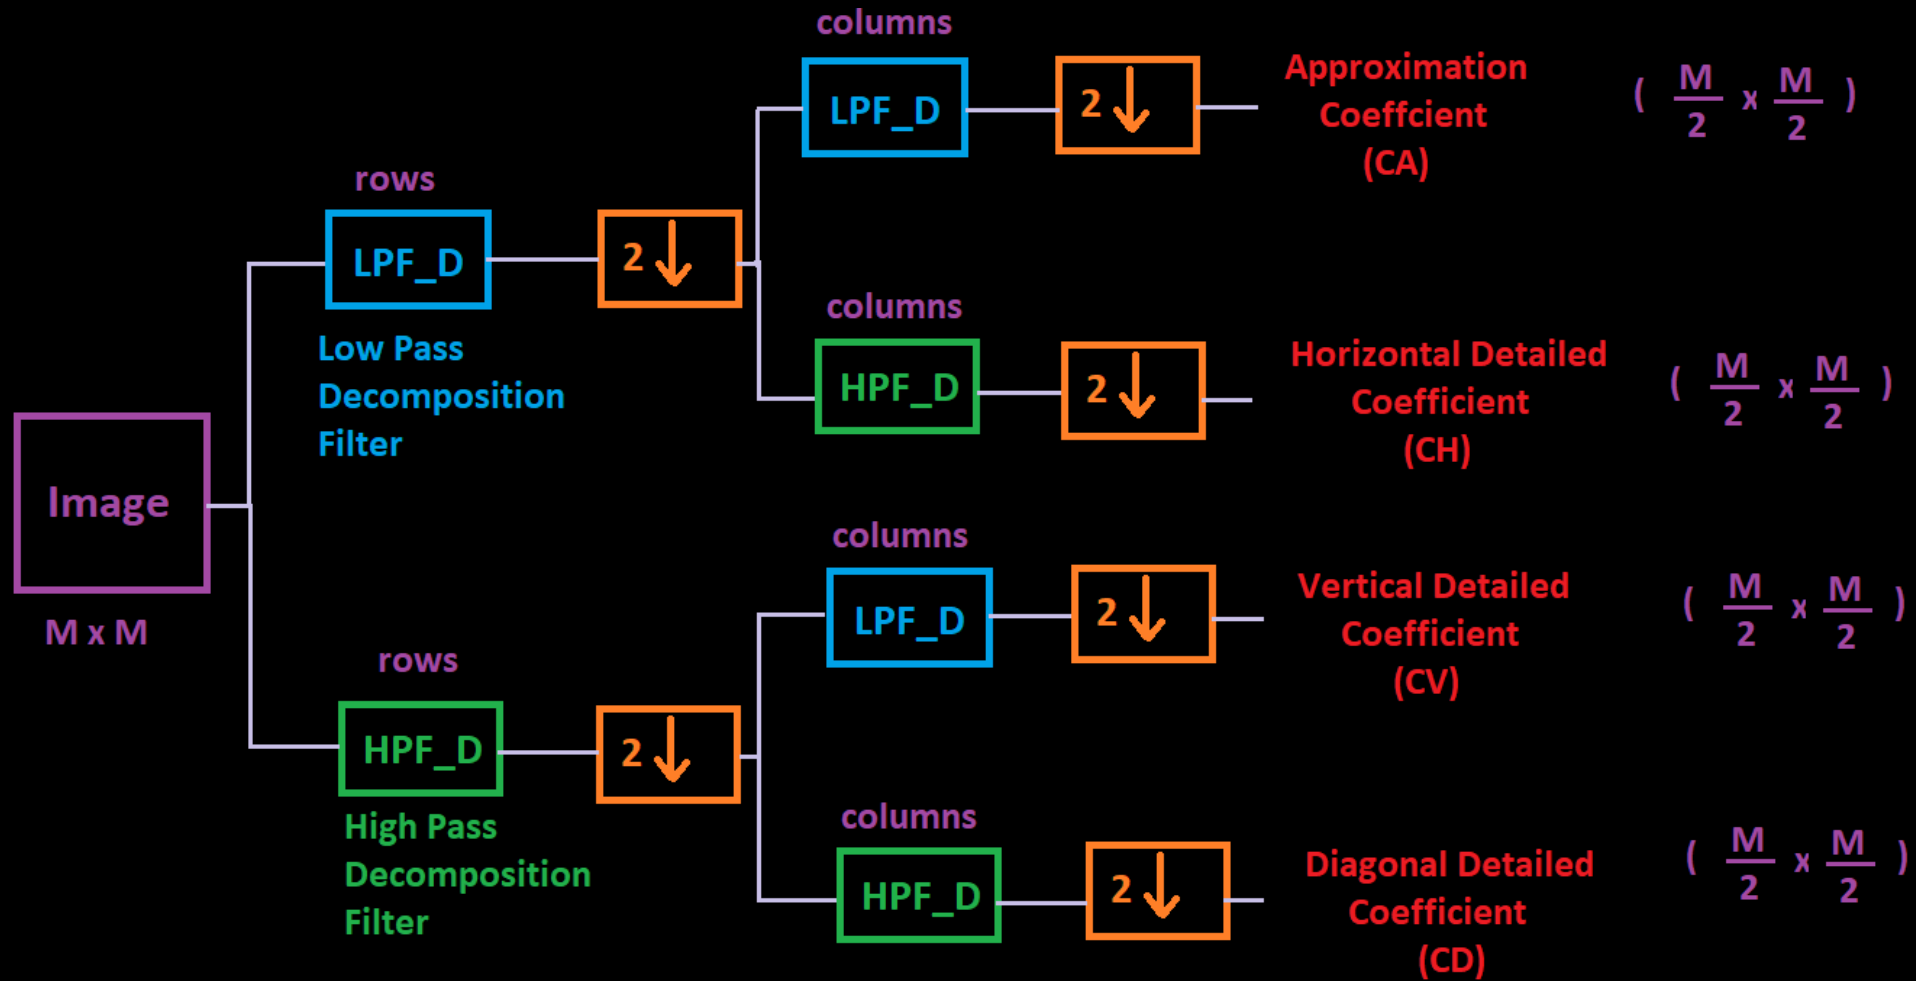 columns
LPF_D
2
Approximation
Coeffcient
(CA)
( M/2 x M/2 )
rows
LPF_D
2
Low Pass
Decomposition
Filter
columns
HPF_D
2
Horizontal Detailed
Coefficient
(CH)
( M/2 x M/2 )
Image
M x M
columns
LPF_D
2
Vertical Detailed
Coefficient
(CV)
( M/2 x M/2 )
rows
HPF_D
2
High Pass
Decomposition
Filter
columns
HPF_D
2
Diagonal Detailed
Coefficient
(CD)
( M/2 x M/2 )